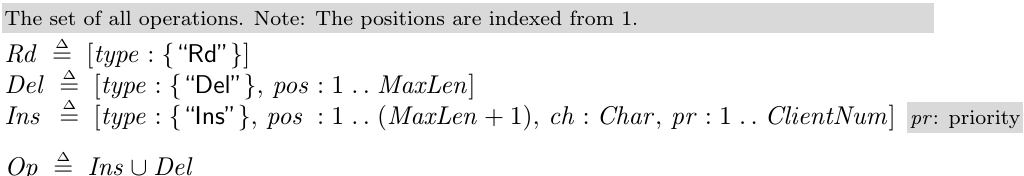 The set of all operations. Note: The positions are indexed from 1.
Rd ≜ [type : {“Rd”}]
Del ≜ [type : {“Del”}, pos : 1 . . MaxLen]
Ins ≜ [type : {“Ins”}, pos : 1 . . (MaxLen + 1), ch : Char, pr : 1 . . ClientNum] pr: priority
Op ≜ Ins ∪ Del